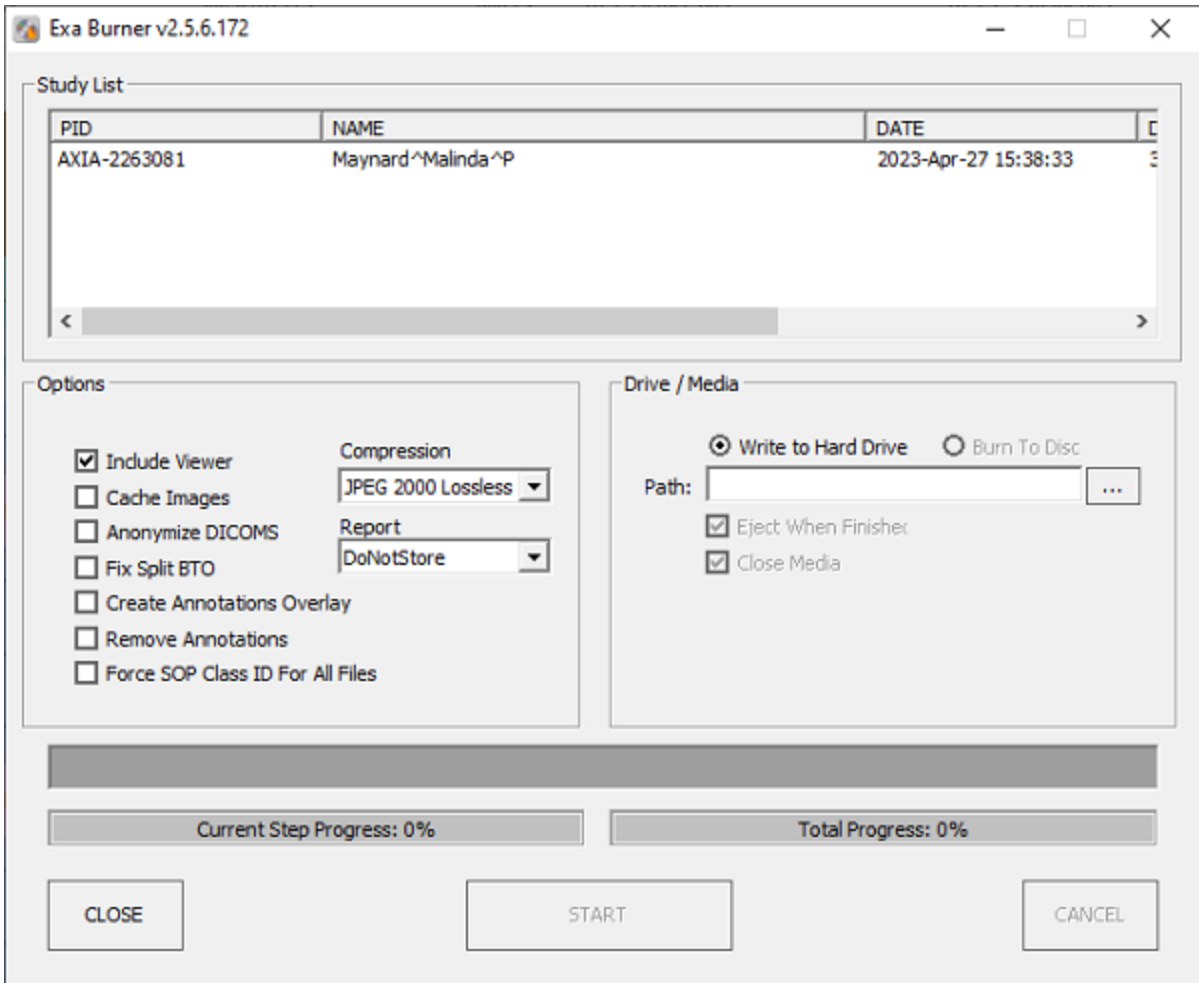 Exa Burner v2.5.6.172
Study List
PID NAME DATE
AXIA-2263081 Maynard^Malinda^P 2023-Apr-27 15:38:33
Options
Include Viewer
Cache Images
Anonymize DICOMS
Fix Split BTO
Create Annotations Overlay
Remove Annotations
Force SOP Class ID For All Files
Compression
JPEG 2000 Lossless
Report
DoNotStore
Drive / Media
Write to Hard Drive Burn To Disc
Path: ...
Eject When Finished
Close Media
Current Step Progress: 0% Total Progress: 0%
CLOSE START CANCEL